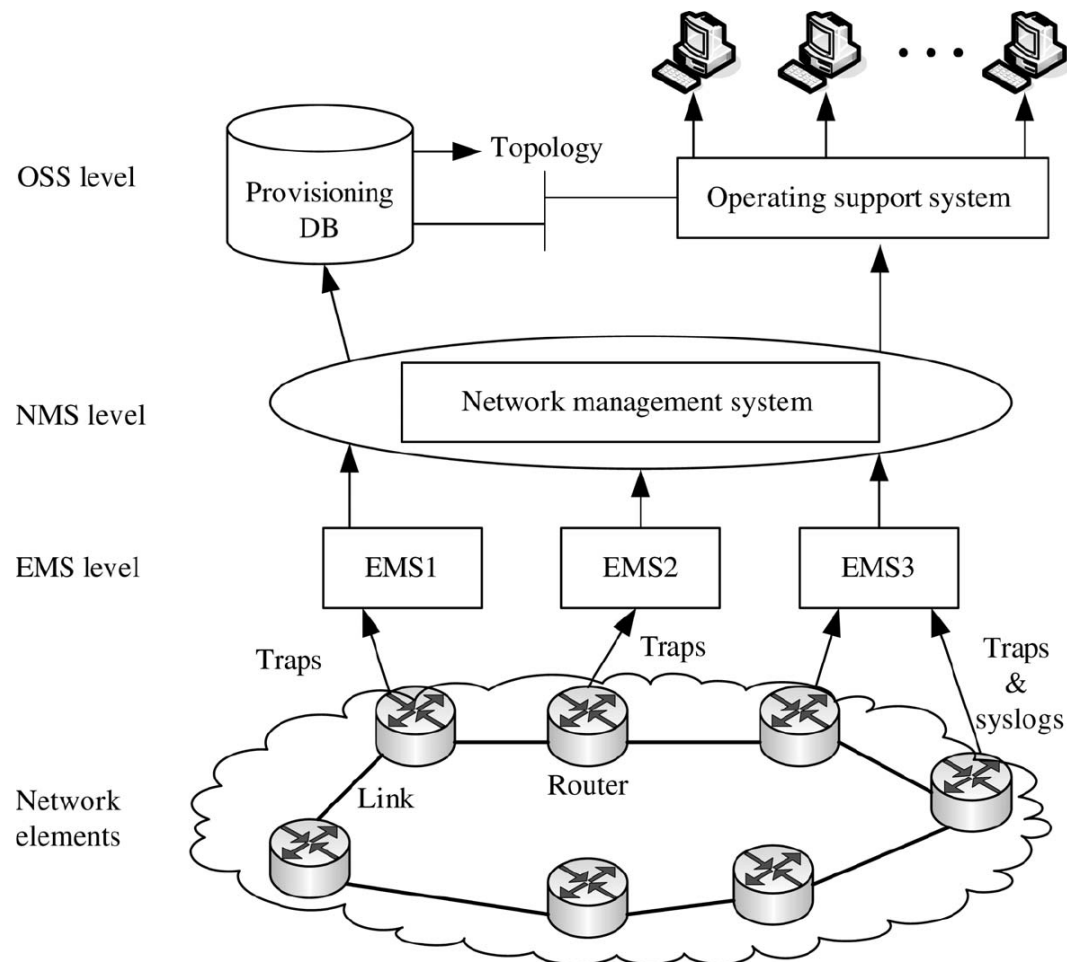 OSS level
Provisioning
DB
Topology
Operating support system
NMS level
Network management system
EMS level
EMS1
EMS2
EMS3
Traps
Traps
Traps
&
syslogs
Network
elements
Link
Router